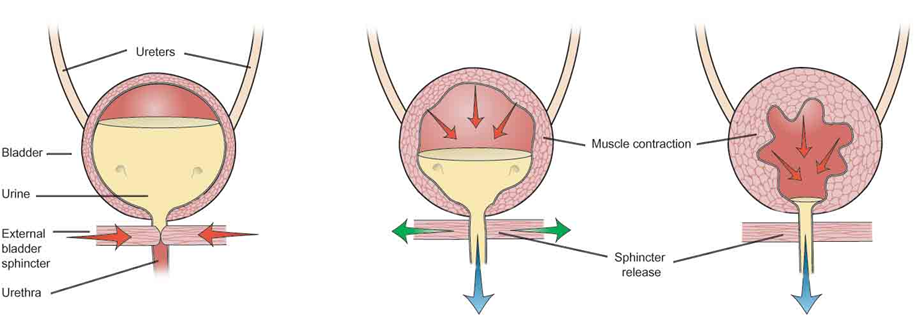 Ureters
Bladder
Urine
External
bladder
sphincter
Urethra
Muscle contraction
Sphincter
release